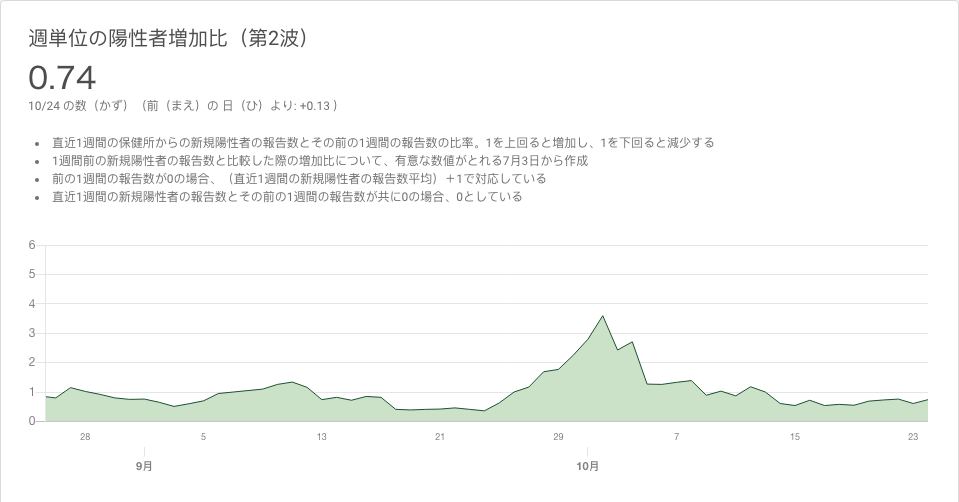 週単位の陽性者増加比（第2波）
0.74
10/24 の数（かず）（前（まえ）の 日（ひ）より: +0.13 ）
• 直近1週間の保健所からの新規陽性者の報告数とその前の1週間の報告数の比率。1を上回ると増加し、1を下回ると減少する
• 1週間前の新規陽性者の報告数と比較した際の増加比について、有意な数値がとれる7月3日から作成
• 前の1週間の報告数が0の場合、（直近1週間の新規陽性者の報告数平均）＋1で対応している
• 直近1週間の新規陽性者の報告数とその前の1週間の報告数が共に0の場合、0としている
6
5
4
3
2
1
0
28 5 13 21 29 7 15 23
9月 10月